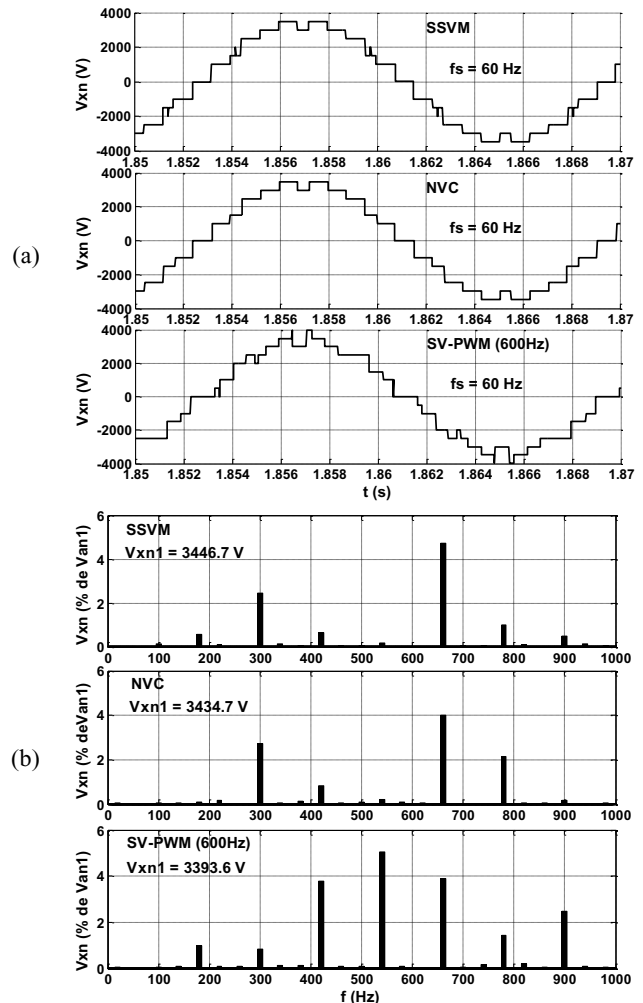 (a)
4000
2000
0
-2000
-4000
Vxn (V)
SSVM
fs = 60 Hz
1.85 1.852 1.854 1.856 1.858 1.86 1.862 1.864 1.866 1.868 1.87
4000
2000
0
-2000
-4000
Vxn (V)
NVC
fs = 60 Hz
1.85 1.852 1.854 1.856 1.858 1.86 1.862 1.864 1.866 1.868 1.87
4000
2000
0
-2000
-4000
Vxn (V)
SV-PWM (600Hz)
fs = 60 Hz
1.85 1.852 1.854 1.856 1.858 1.86 1.862 1.864 1.866 1.868 1.87
t (s)
(b)
6
4
2
0
Vxn (% de Van1)
SSVM
Vxn1 = 3446.7 V
0 100 200 300 400 500 600 700 800 900 1000
6
4
2
0
Vxn (% deVan1)
NVC
Vxn1 = 3434.7 V
0 100 200 300 400 500 600 700 800 900 1000
6
4
2
0
Vxn (% de Van1)
SV-PWM (600Hz)
Vxn1 = 3393.6 V
0 100 200 300 400 500 600 700 800 900 1000
f (Hz)